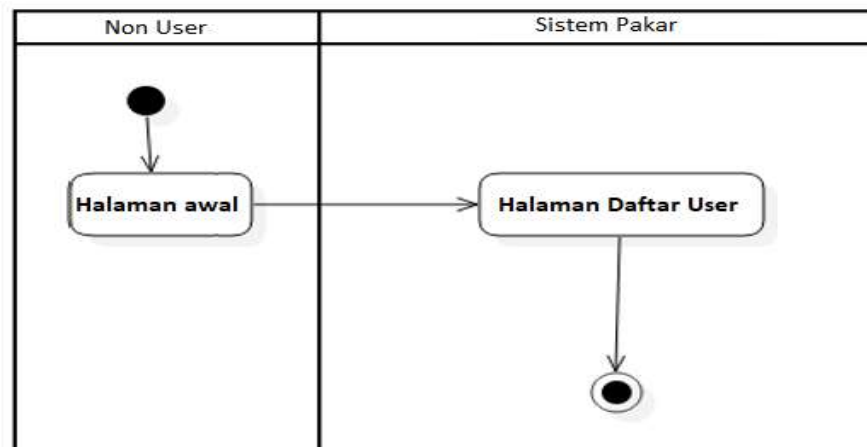 Non User
Sistem Pakar
Halaman awal
Halaman Daftar User